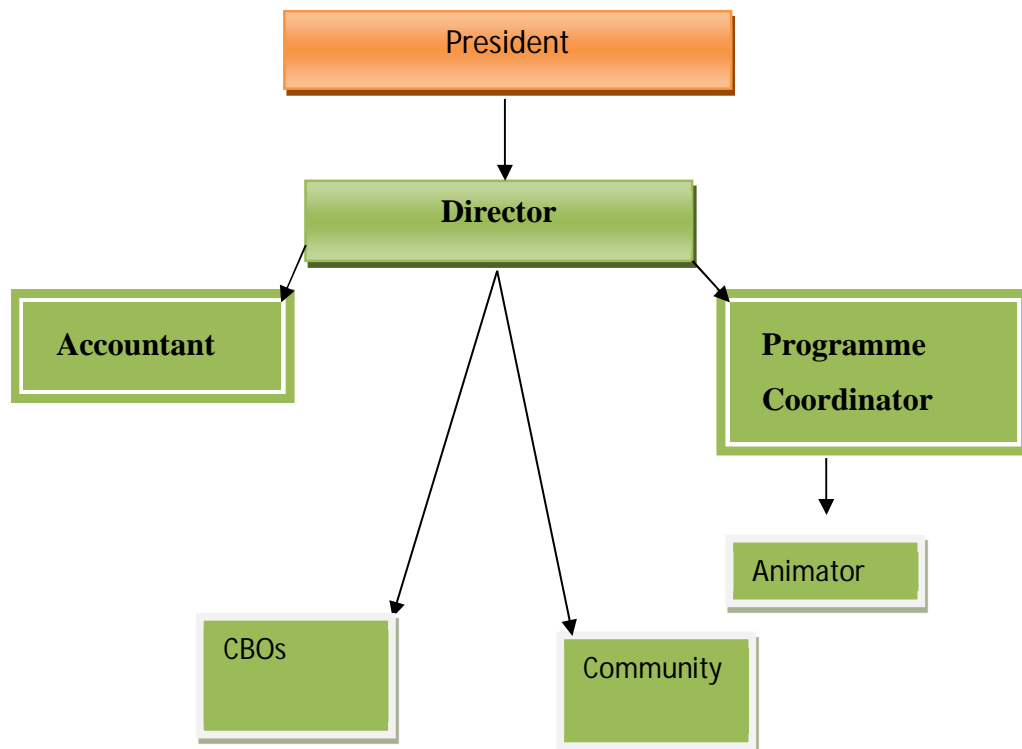 President
Director
Accountant
Programme
Coordinator
Animator
CBOs
Community